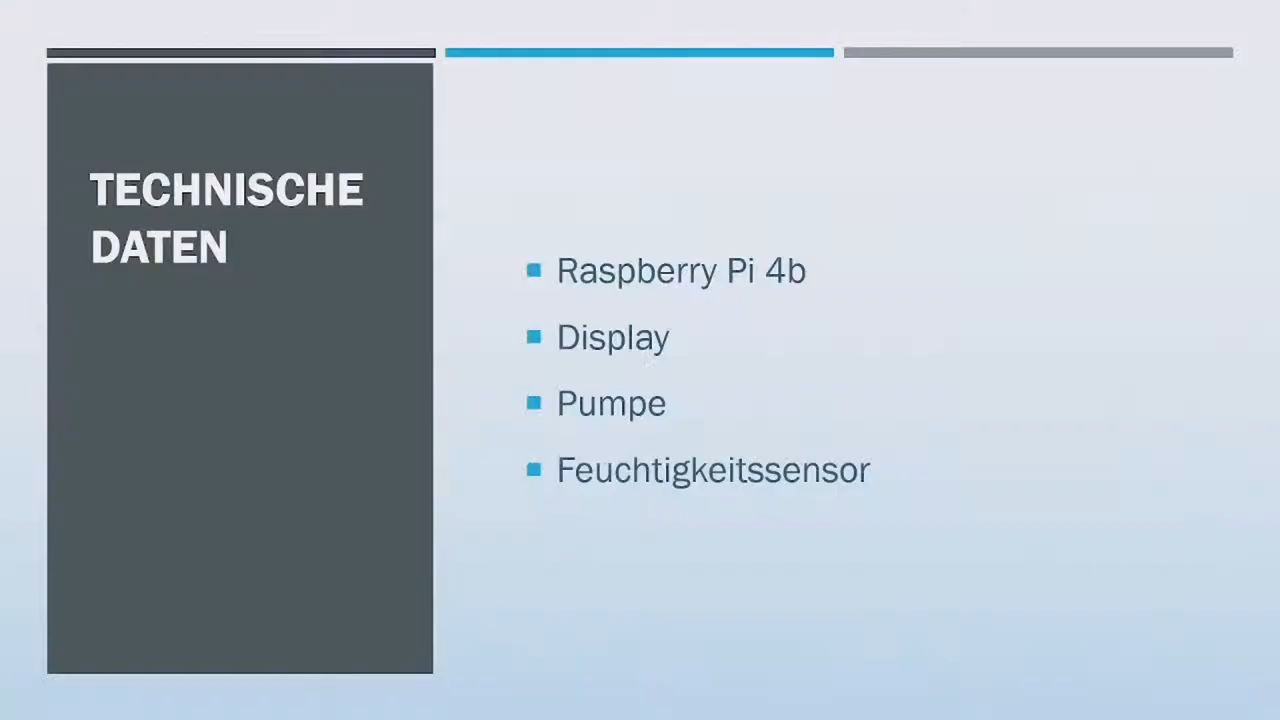 TECHNISCHE
DATEN
Raspberry Pi 4b
Display
Pumpe
Feuchtigkeitssensor